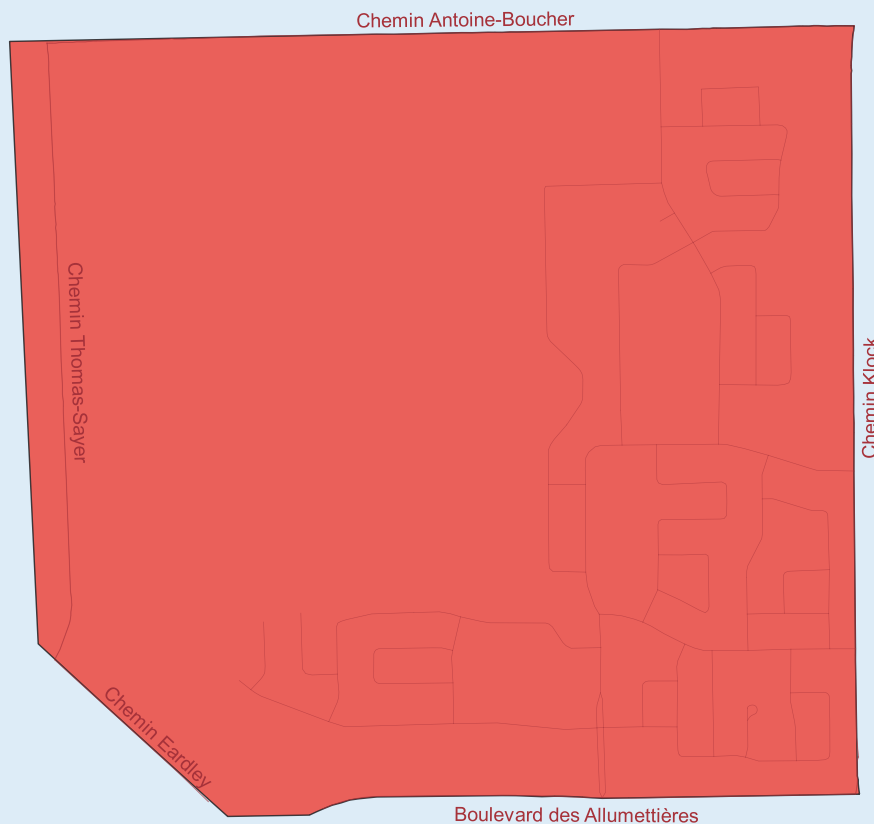 Chemin Antoine-Boucher
Chemin Thomas-Sayer
Chemin Klock
Chemin Eardley
Boulevard des Allumettières